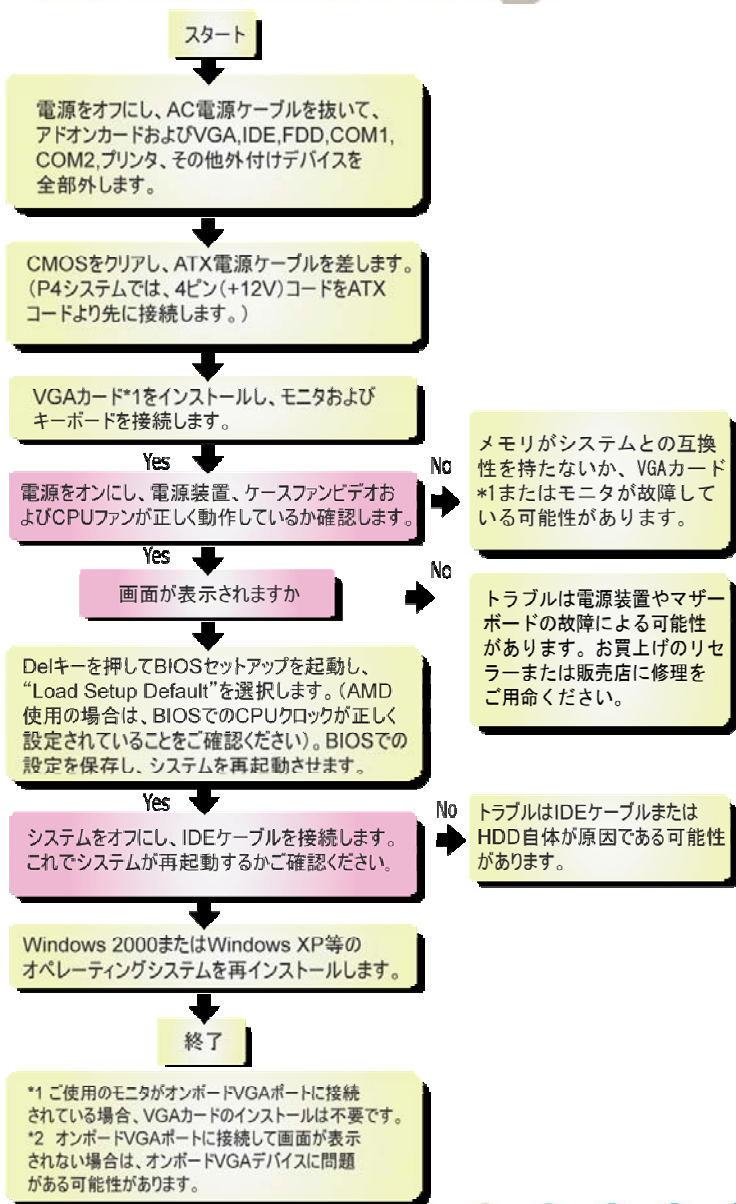 スタート
電源をオフにし、AC電源ケーブルを抜いて、
アドオンカードおよびVGA,IDE,FDD,COM1,
COM2,プリンタ、その他外付けデバイスを
全部外します。
CMOSをクリアし、ATX電源ケーブルを差します。
（P4システムでは、4ピン(+12V)コードをATX
コードより先に接続します。）
VGAカード*1をインストールし、モニタおよび
キーボードを接続します。
Yes
No
電源をオンにし、電源装置、ケースファンビデオお
よびCPUファンが正しく動作しているか確認します。
メモリがシステムとの互換
性を持たないか、VGAカード
*1またはモニタが故障して
いる可能性があります。
Yes
No
画面が表示されますか
トラブルは電源装置やマザー
ボードの故障による可能性
があります。お買上げのリセ
ラーまたは販売店に修理を
ご用命ください。
Delキーを押してBIOSセットアップを起動し、
“Load Setup Default”を選択します。（AMD
使用の場合は、BIOSでのCPUクロックが正しく
設定されていることをご確認ください）。BIOSでの
設定を保存し、システムを再起動させます。
Yes
No
システムをオフにし、IDEケーブルを接続します。
これでシステムが再起動するかご確認ください。
トラブルはIDEケーブルまたは
HDD自体が原因である可能性
があります。
Windows 2000またはWindows XP等の
オペレーティングシステムを再インストールします。
終了
*1 ご使用のモニタがオンボードVGAポートに接続
されている場合、VGAカードのインストールは不要です。
*2 オンボードVGAポートに接続して画面が表示
されない場合は、オンボードVGAデバイスに問題
がある可能性があります。